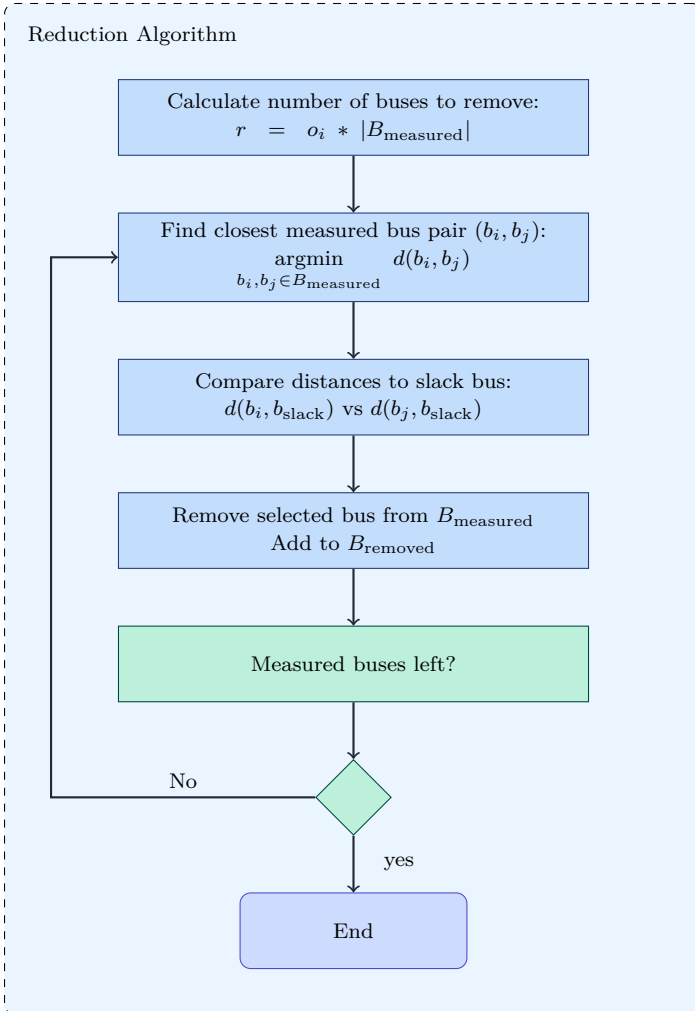 Reduction Algorithm
Calculate number of buses to remove:
r = o_i * |B_measured|
Find closest measured bus pair (b_i, b_j):
argmin d(b_i, b_j)
b_i, b_j∈B_measured
Compare distances to slack bus:
d(b_i, b_slack) vs d(b_j, b_slack)
Remove selected bus from B_measured
Add to B_removed
Measured buses left?
No
yes
End